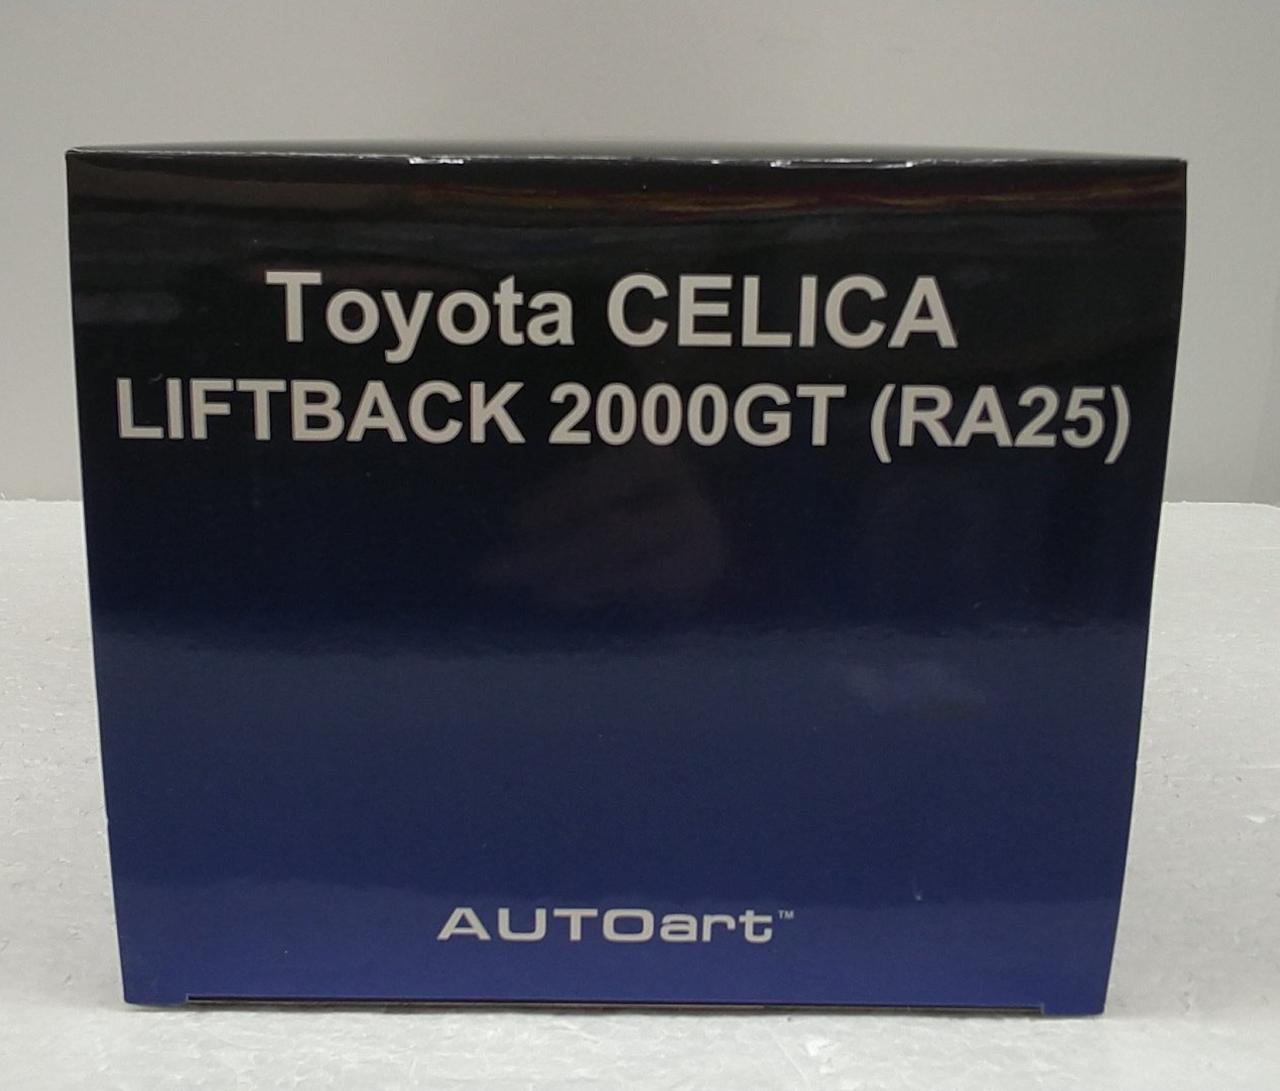 Toyota CELICA
LIFTBACK 2000GT (RA25)
AUTOart™